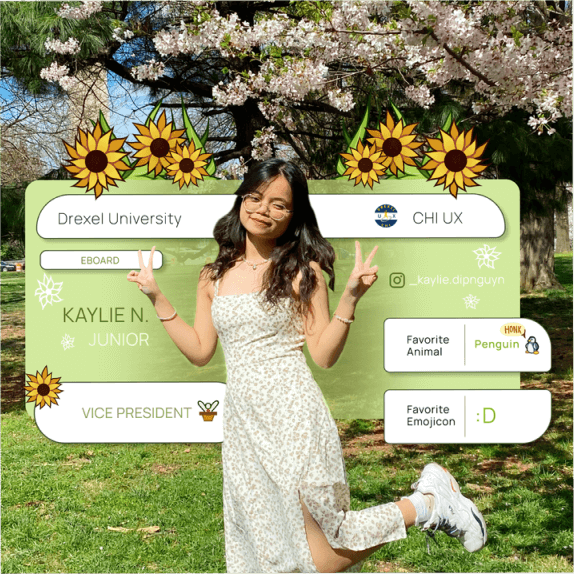 Drexel University
CHI UX
EBOARD
_kaylie.dipnguyn
KAYLIE N.
JUNIOR
HONK
Favorite
Animal
Penguin
VICE PRESIDENT
Favorite
Emojicon
:D